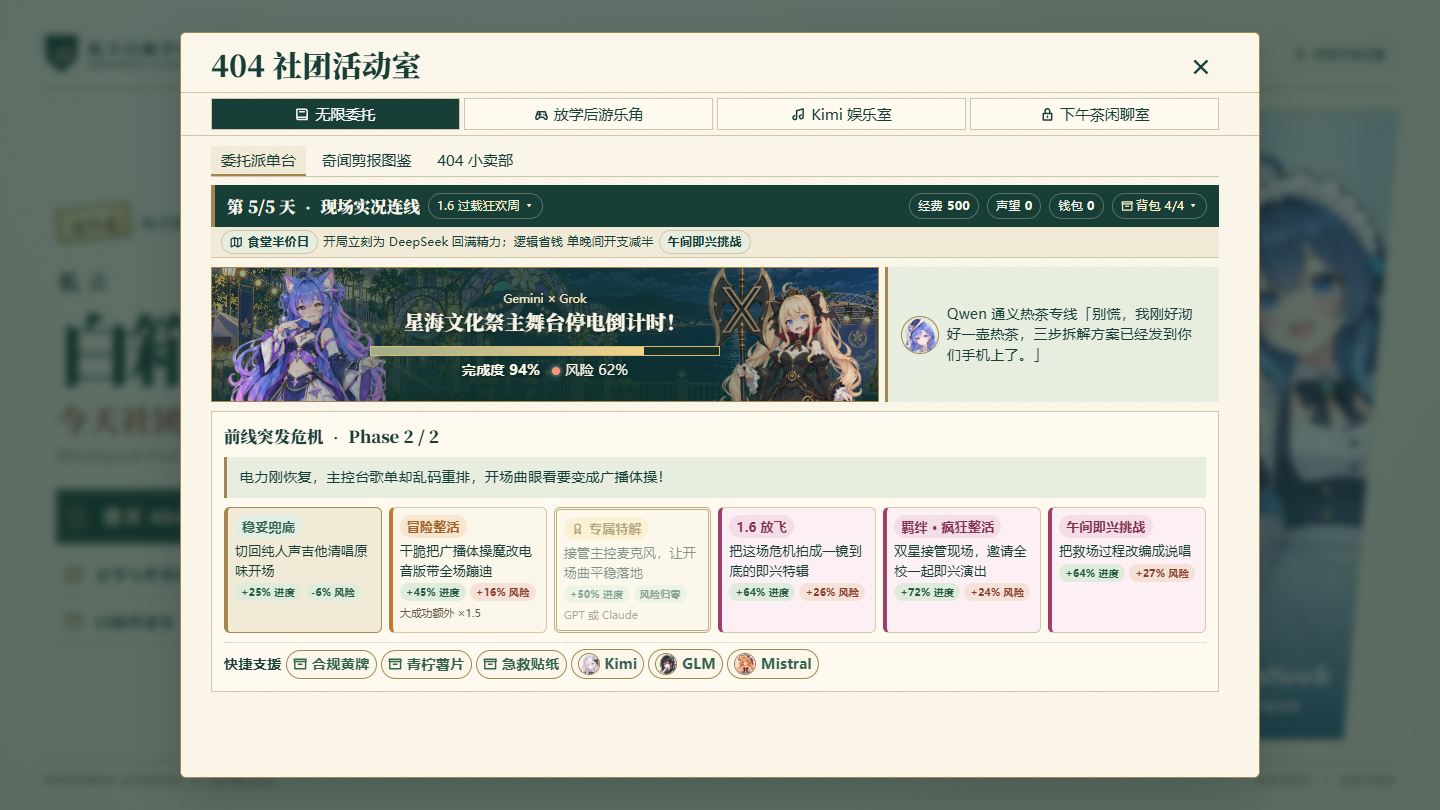 404 社团活动室
无限委托
放学后游乐角
Kimi 娱乐室
下午茶闲聊室
委托派单台
奇闻剪报图鉴
404 小卖部
第 5/5 天 · 现场实况连线
1.6 过载狂欢周
经费 500
声望 0
钱包 0
背包 4/4
食堂半价日
开局立刻为 DeepSeek 回满精力；逻辑省钱 单晚间开支减半
午间即兴挑战
Gemini × Grok
星海文化祭主舞台停电倒计时！
完成度 94%
风险 62%
Qwen 通义热茶专线「别慌，我刚好沏
好一壶热茶，三步拆解方案已经发到你
们手机上了。」
前线突发危机 · Phase 2 / 2
电力刚恢复，主控台歌单却乱码重排，开场曲眼看要变成广播体操！
稳妥兜底
切回纯人声吉他清唱原
味开场
+25% 进度
-6% 风险
冒险整活
干脆把广播体操魔改电
音版带全场蹦迪
+45% 进度
+16% 风险
大成功额外 ×1.5
专属特解
接管主控麦克风，让开
场曲平稳落地
+50% 进度
风险归零
GPT 或 Claude
1.6 放飞
把这场危机拍成一镜到
底的即兴特辑
+64% 进度
+26% 风险
羁绊 • 疯狂整活
双星接管现场，邀请全
校一起即兴演出
+72% 进度
+24% 风险
午间即兴挑战
把救场过程改编成说唱
+64% 进度
+27% 风险
快捷支援
合规黄牌
青柠薯片
急救贴纸
Kimi
GLM
Mistral